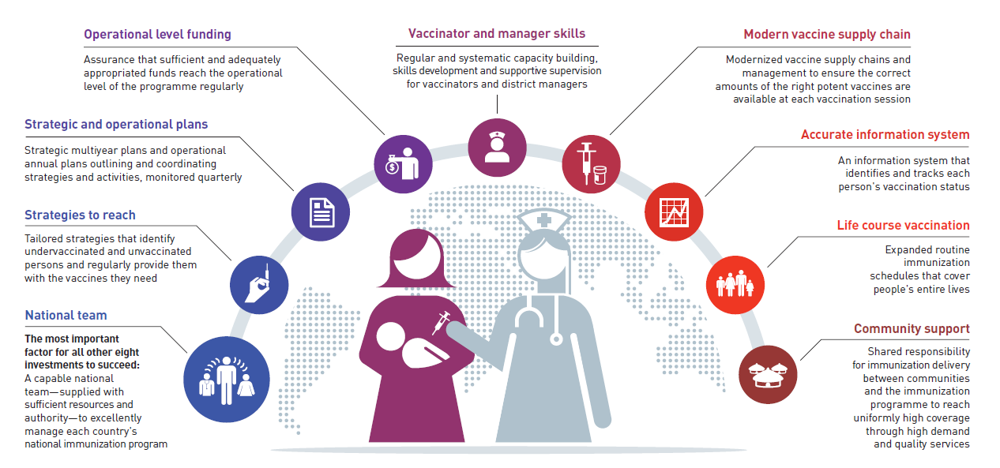 Operational level funding
Assurance that sufficient and adequately
appropriated funds reach the operational
level of the programme regularly
Vaccinator and manager skills
Regular and systematic capacity building,
skills development and supportive supervision
for vaccinators and district managers
Modern vaccine supply chain
Modernized vaccine supply chains and
management to ensure the correct
amounts of the right potent vaccines are
available at each vaccination session
Strategic and operational plans
Strategic multiyear plans and operational
annual plans outlining and coordinating
strategies and activities, monitored quarterly
Accurate information system
An information system that
identifies and tracks each
person's vaccination status
Strategies to reach
Tailored strategies that identify
undervaccinated and unvaccinated
persons and regularly provide them
with the vaccines they need
Life course vaccination
Expanded routine
immunization
schedules that cover
people's entire lives
National team
The most important
factor for all other eight
investments to succeed:
A capable national
team—supplied with
sufficient resources and
authority—to excellently
manage each country's
national immunization program
Community support
Shared responsibility
for immunization delivery
between communities
and the immunization
programme to reach
uniformly high coverage
through high demand
and quality services
$